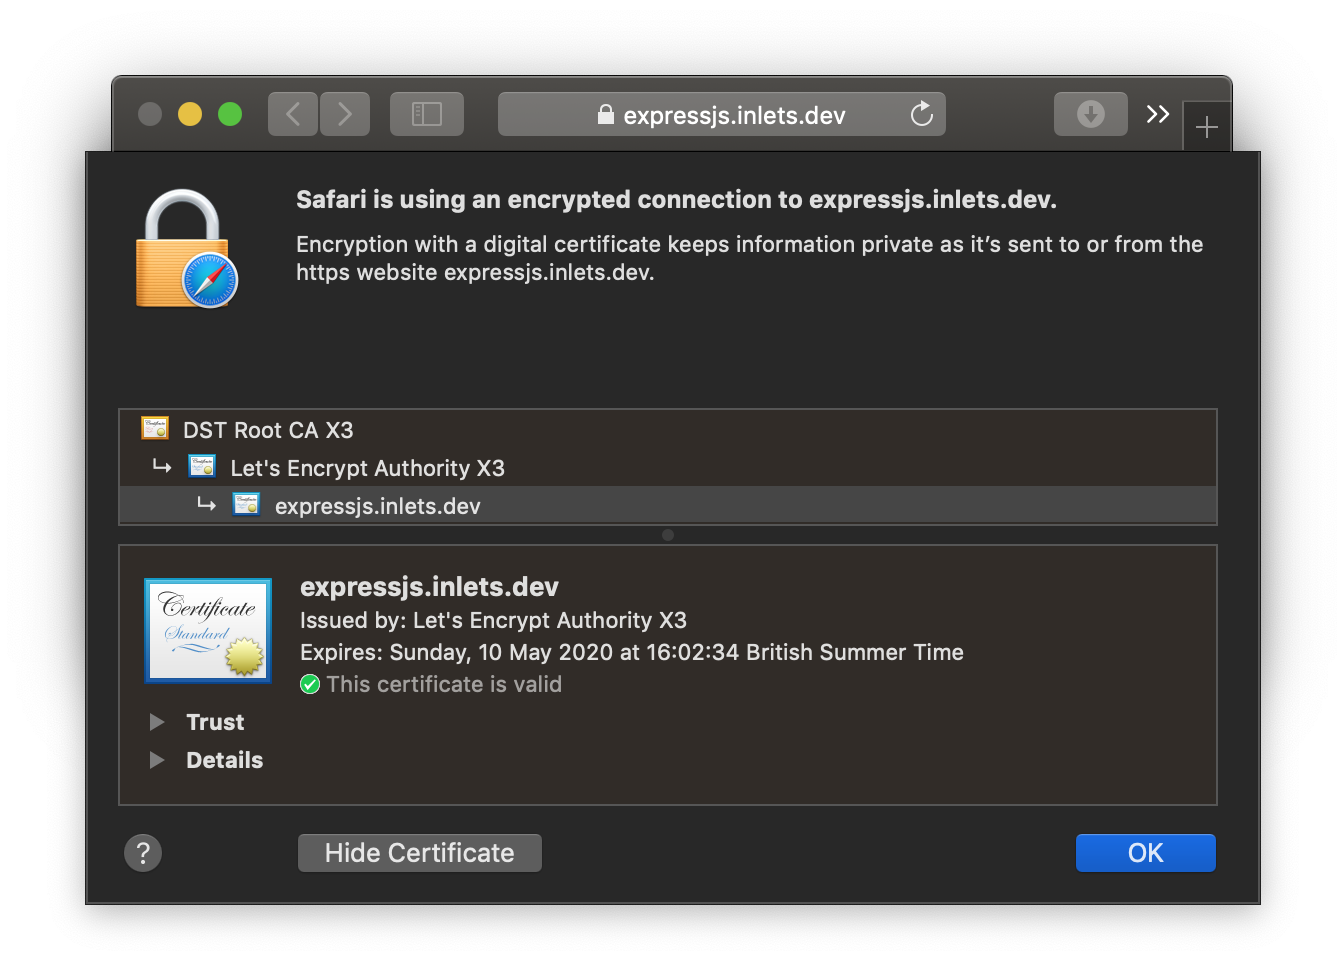 expressjs.inlets.dev
Safari is using an encrypted connection to expressjs.inlets.dev.
Encryption with a digital certificate keeps information private as it’s sent to or from the
https website expressjs.inlets.dev.
DST Root CA X3
Let's Encrypt Authority X3
expressjs.inlets.dev
Certificate
Standard
expressjs.inlets.dev
Issued by: Let's Encrypt Authority X3
Expires: Sunday, 10 May 2020 at 16:02:34 British Summer Time
This certificate is valid
Trust
Details
?
Hide Certificate
OK